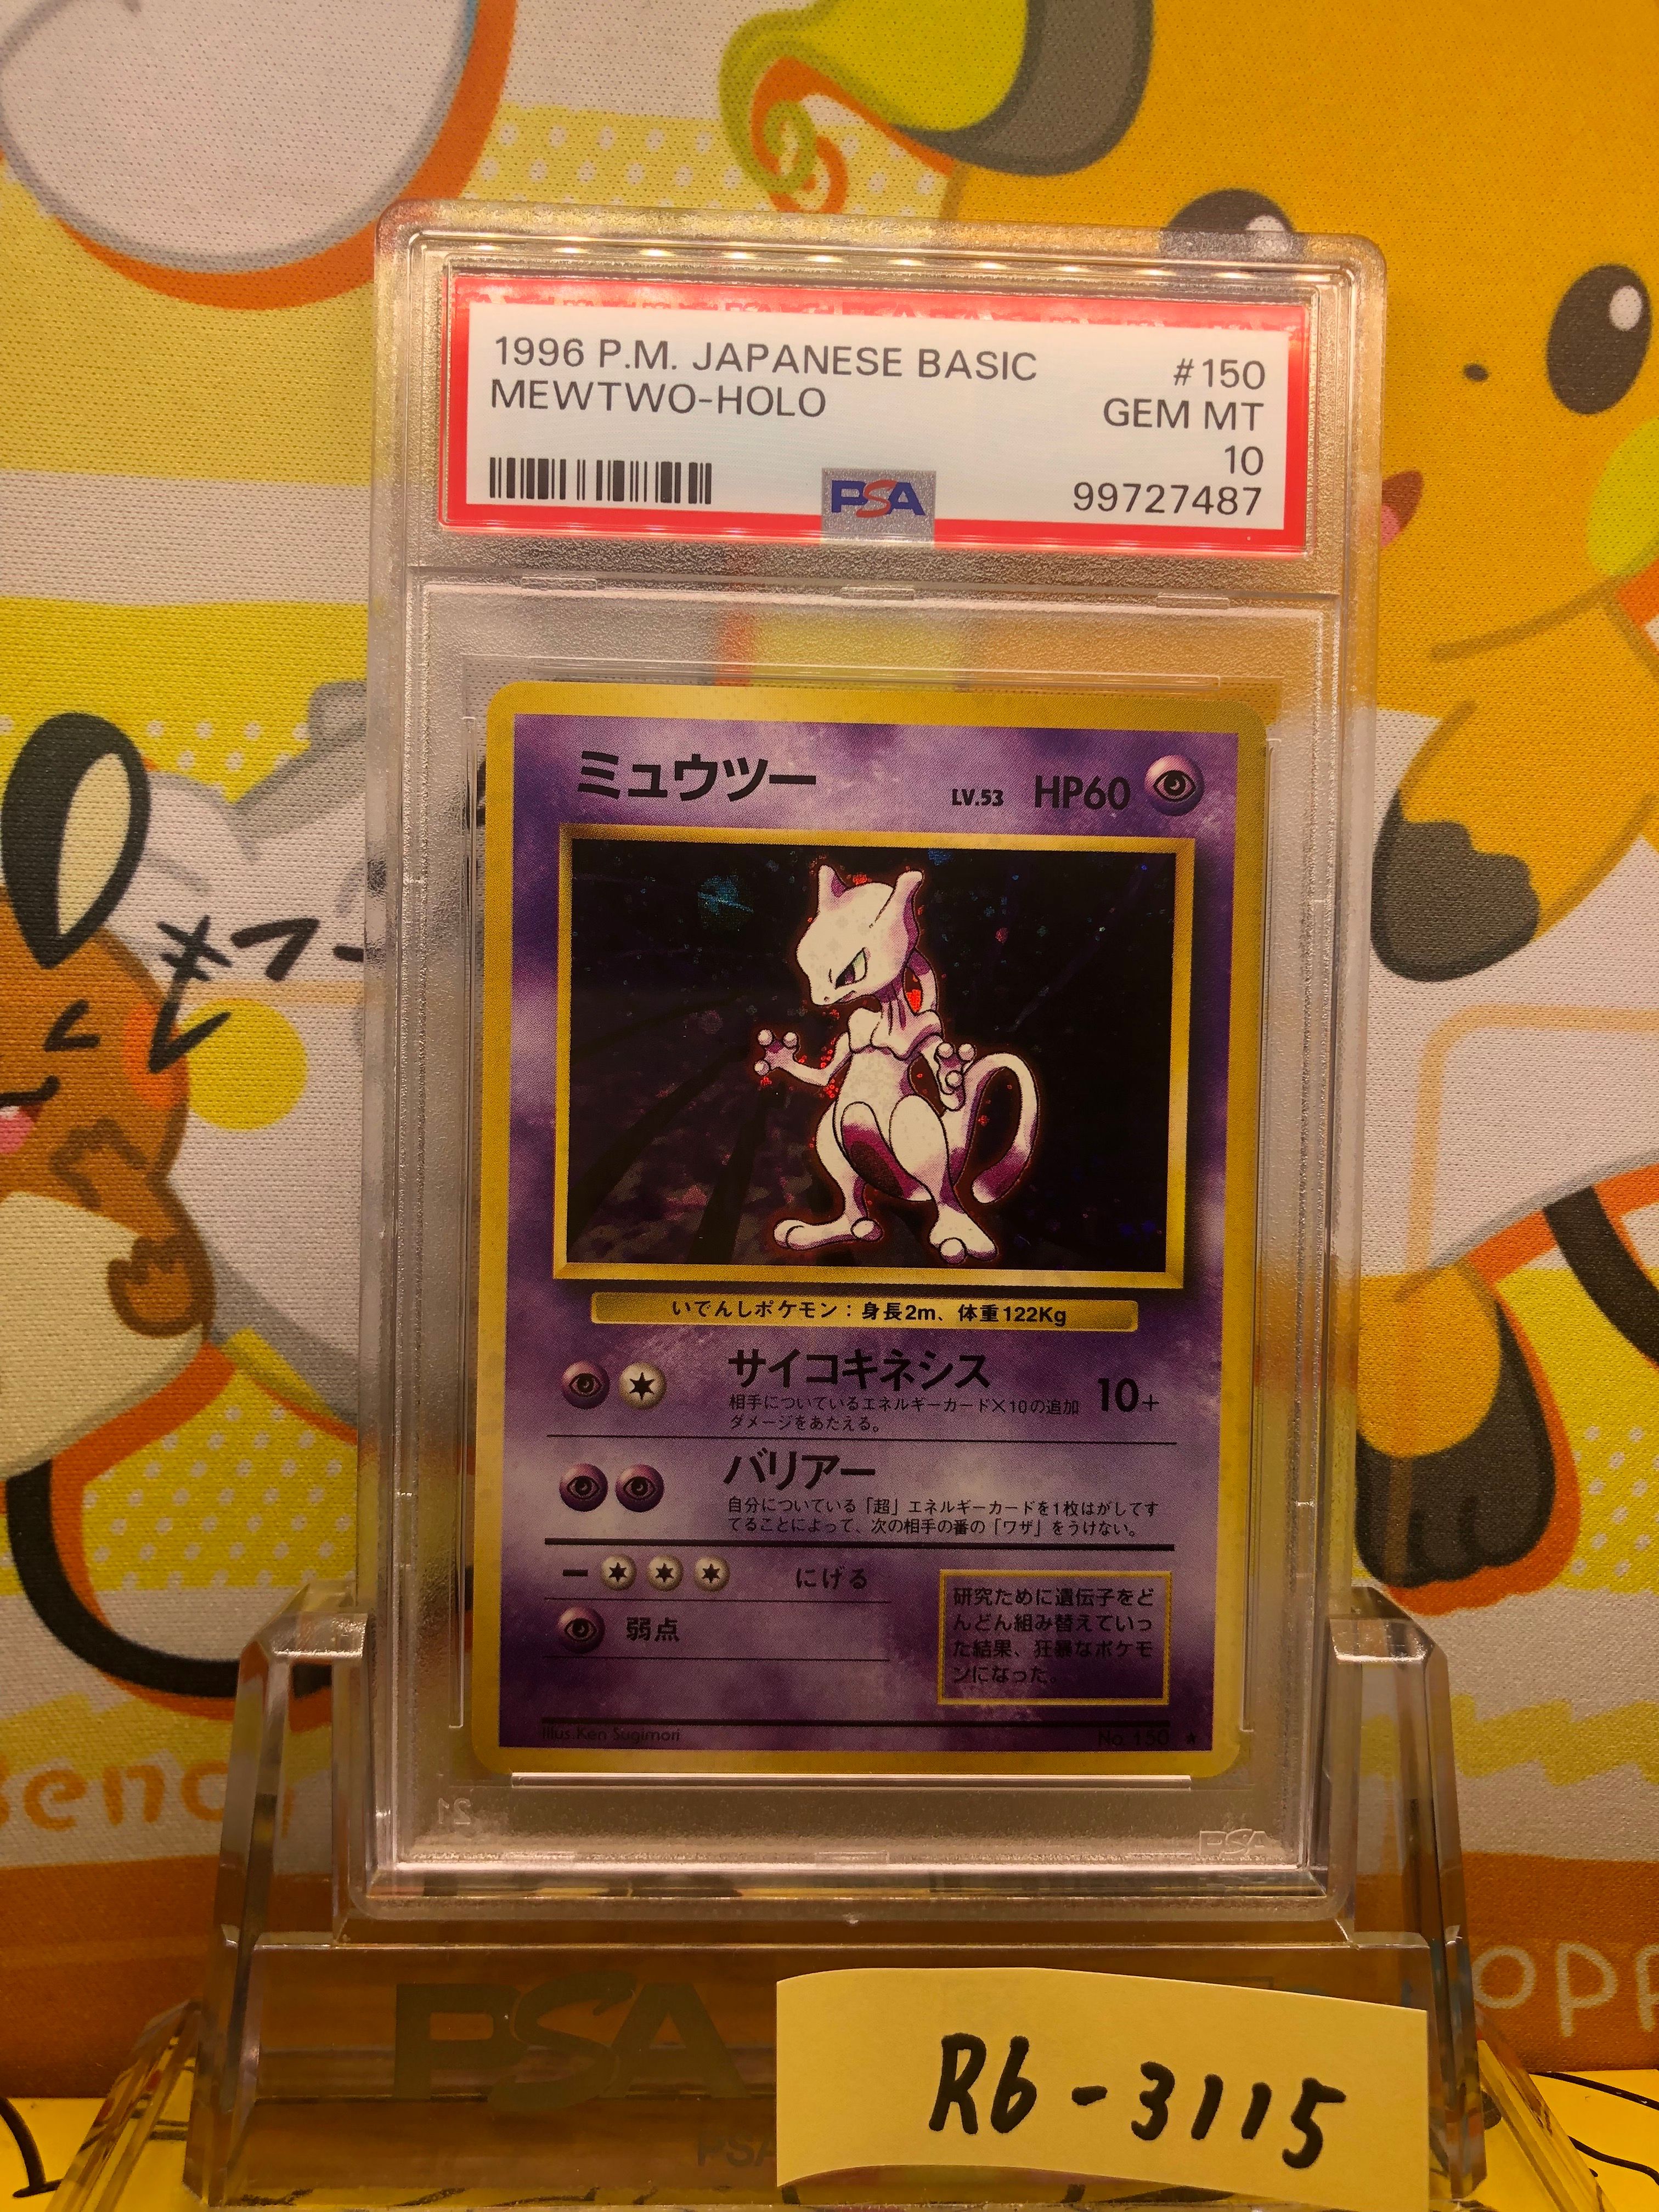 1996 P.M. JAPANESE BASIC #150
MEWTWO-HOLO GEM MT
10
PSA 99727487
ミュウツー LV.53 HP60
いでんしポケモン：身長2m、体重122Kg
サイコキネシス 10+
相手についているエネルギーカード×10の追加
ダメージをあたえる。
バリアー
自分についている「超」エネルギーカードを1枚はがしてす
てることによって、次の相手の番の「ワザ」をうけない。
にげる
弱点
研究ために遺伝子をど
んどん組み替えていっ
た結果、狂暴なポケモ
ンになった。
Illus.Ken Sugimori No. 150 ★
PSA
PSA
R6-3115